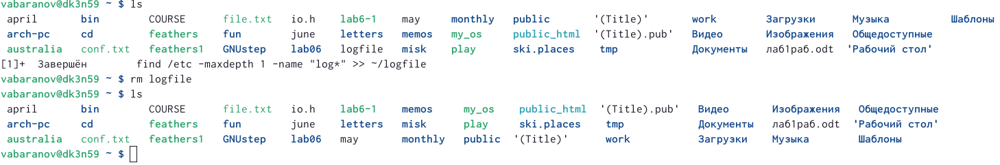 vabaranov@dk3n59 ~ $ ls
april bin COURSE file.txt io.h lab6-1 may monthly public '(Title)' work Загрузки Музыка Шаблоны
arch-pc cd feathers fun june letters memos my_os public_html '(Title).pub' Видео Изображения Общедоступные
australia conf.txt feathers1 GNUstep lab06 logfile misk play ski.places tmp Документы ла61ра6.odt 'Рабочий стол'
[1]+ Завершён find /etc -maxdepth 1 -name "log*" >> ~/logfile
vabaranov@dk3n59 ~ $ rm logfile
vabaranov@dk3n59 ~ $ ls
april bin COURSE file.txt io.h lab6-1 memos my_os public_html '(Title).pub' Видео Изображения Общедоступные
arch-pc cd feathers fun june letters misk play ski.places tmp Документы ла61ра6.odt 'Рабочий стол'
australia conf.txt feathers1 GNUstep lab06 may monthly public '(Title)' work Загрузки Музыка Шаблоны
vabaranov@dk3n59 ~ $